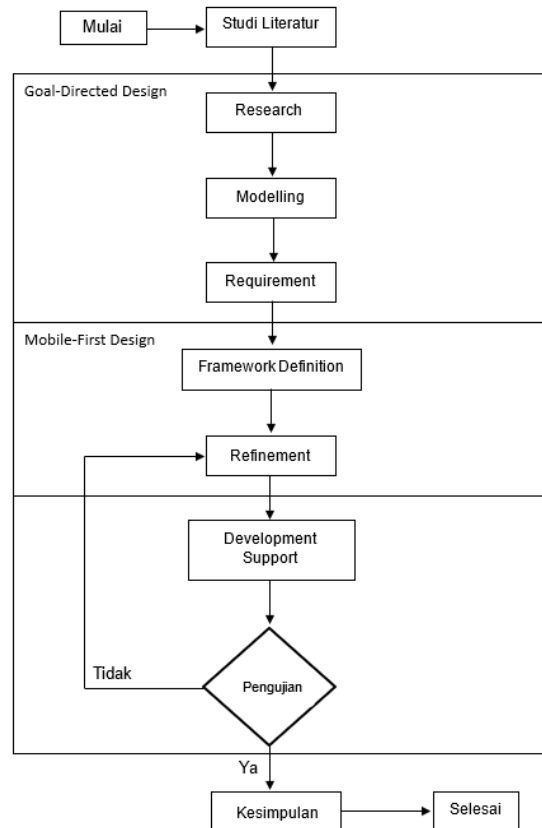 Mulai
Studi Literatur
Goal-Directed Design
Research
Modelling
Requirement
Mobile-First Design
Framework Definition
Refinement
Development
Support
Tidak
Pengujian
Ya
Kesimpulan
Selesai